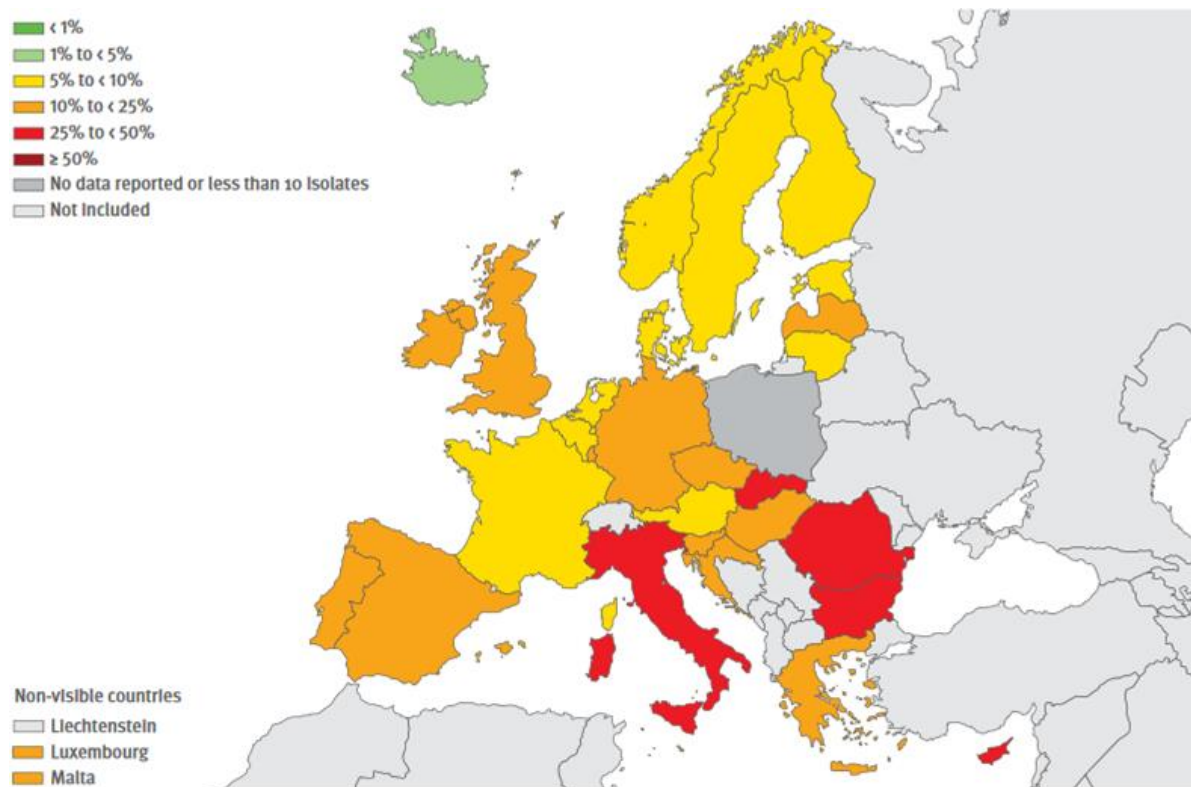 < 1%
1% to < 5%
5% to < 10%
10% to < 25%
25% to < 50%
≥ 50%
No data reported or less than 10 isolates
Not included
Non-visible countries
Liechtenstein
Luxembourg
Malta